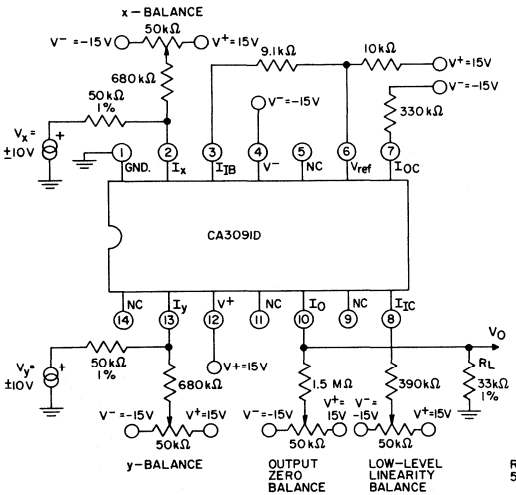 x-BALANCE
50kΩ
V⁻=-15V
V⁺=15V
680kΩ
50kΩ
1%
Vx=
+
±10V
9.1kΩ
10kΩ
V⁺=15V
V⁻=-15V
V⁻=-15V
330kΩ
1
2
3
4
5
6
7
GND.
Ix
IIB
V⁻
NC
Vref
IOC
CA3091D
NC
Iy
V+
NC
IO
NC
IIC
14
13
12
11
10
9
8
VO
Vy=
+
±10V
50kΩ
1%
680kΩ
V+=15V
1.5 MΩ
390kΩ
RL
33kΩ
1%
V⁻=-15V
V⁺=15V
V⁻=-15V
V⁺=
15V
V⁻=
-15V
V⁺=15V
50kΩ
50kΩ
50kΩ
y-BALANCE
OUTPUT
ZERO
BALANCE
LOW-LEVEL
LINEARITY
BALANCE
R
5